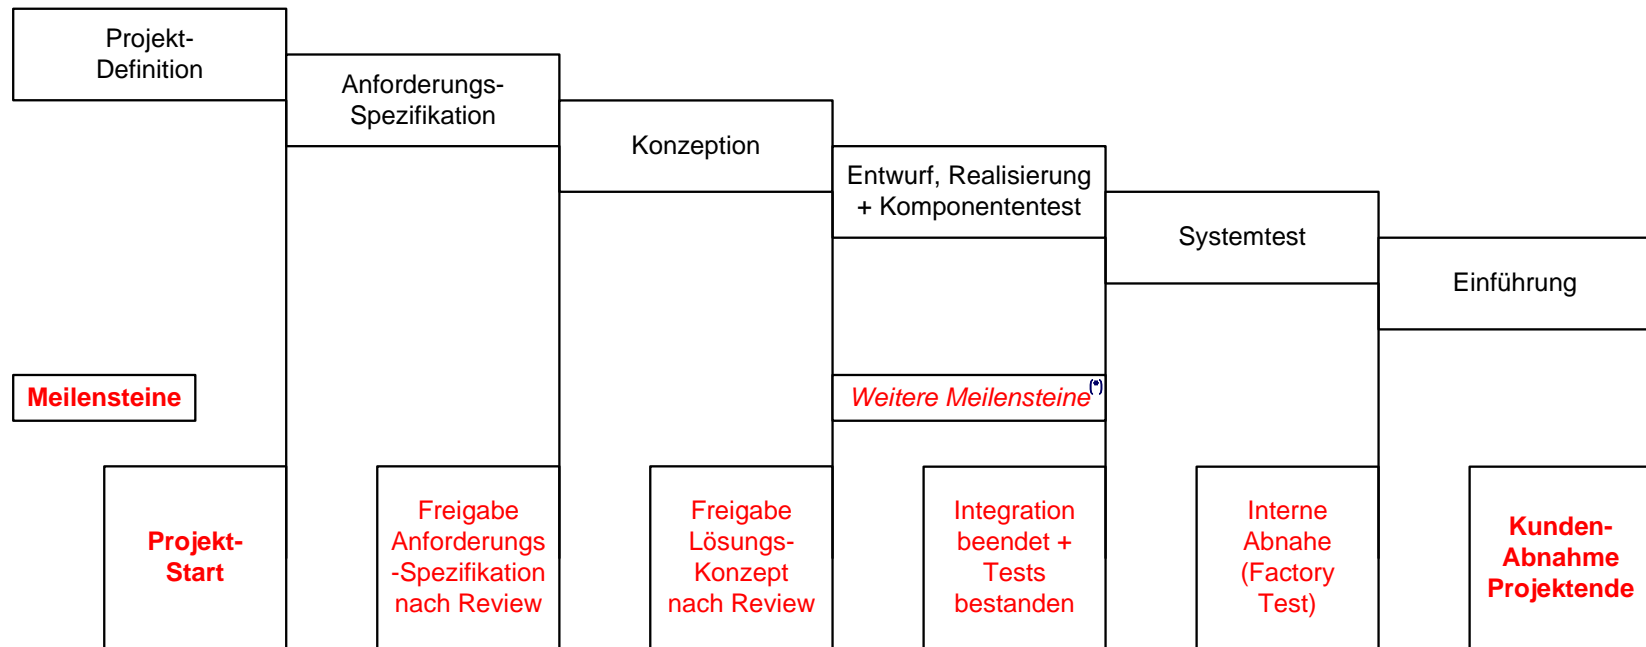 Projekt-
Definition
Anforderungs-
Spezifikation
Konzeption
Entwurf, Realisierung
+ Komponententest
Systemtest
Einführung
Meilensteine
Weitere Meilensteine(*)
Projekt-
Start
Freigabe
Anforderungs
-Spezifikation
nach Review
Freigabe
Lösungs-
Konzept
nach Review
Integration
beendet +
Tests
bestanden
Interne
Abnahe
(Factory
Test)
Kunden-
Abnahme
Projektende